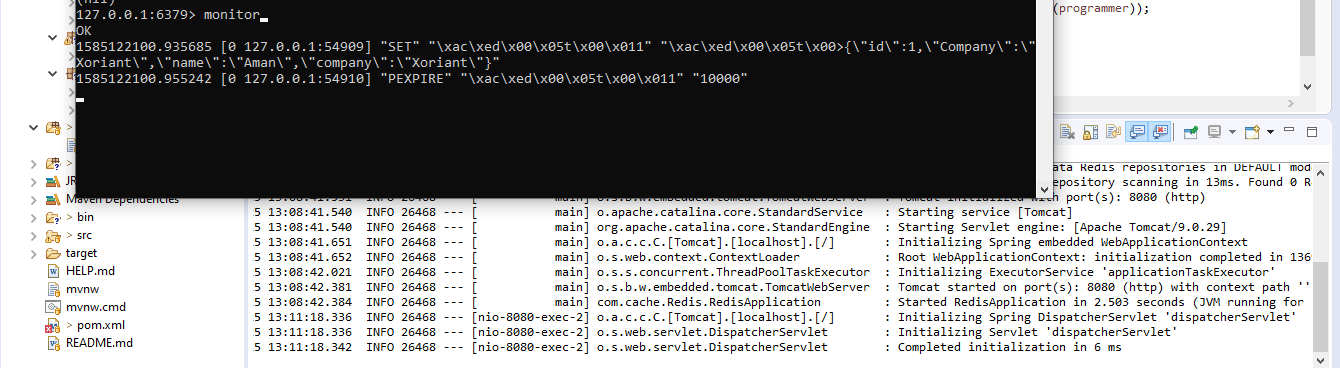 127.0.0.1:6379> monitor
OK
1585122100.935685 [0 127.0.0.1:54909] "SET" "\xac\xed\x00\x05t\x00\x011" "\xac\xed\x00\x05t\x00>{\"id\":1,\"Company\":\"
Xoriant\",\"name\":\"Aman\",\"company\":\"Xoriant\"}"
1585122100.955242 [0 127.0.0.1:54910] "PEXPIRE" "\xac\xed\x00\x05t\x00\x011" "10000"
(programmer));
Maven Dependencies
> bin
> src
target
HELP.md
mvnw
mvnw.cmd
> pom.xml
README.md
ata Redis repositories in DEFAULT mod
epository scanning in 13ms. Found 0 R
main] o.s.b.w.embedded.tomcat.TomcatWebServer : Tomcat initialized with port(s): 8080 (http)
5 13:08:41.540 INFO 26468 --- [ main] o.apache.catalina.core.StandardService : Starting service [Tomcat]
5 13:08:41.540 INFO 26468 --- [ main] org.apache.catalina.core.StandardEngine : Starting Servlet engine: [Apache Tomcat/9.0.29]
5 13:08:41.651 INFO 26468 --- [ main] o.a.c.c.C.[Tomcat].[localhost].[/] : Initializing Spring embedded WebApplicationContext
5 13:08:41.652 INFO 26468 --- [ main] o.s.web.context.ContextLoader : Root WebApplicationContext: initialization completed in 136
5 13:08:42.021 INFO 26468 --- [ main] o.s.s.concurrent.ThreadPoolTaskExecutor : Initializing ExecutorService 'applicationTaskExecutor'
5 13:08:42.381 INFO 26468 --- [ main] o.s.b.w.embedded.tomcat.TomcatWebServer : Tomcat started on port(s): 8080 (http) with context path ''
5 13:08:42.384 INFO 26468 --- [ main] com.cache.Redis.RedisApplication : Started RedisApplication in 2.503 seconds (JVM running for
5 13:11:18.336 INFO 26468 --- [nio-8080-exec-2] o.a.c.c.C.[Tomcat].[localhost].[/] : Initializing Spring DispatcherServlet 'dispatcherServlet'
5 13:11:18.336 INFO 26468 --- [nio-8080-exec-2] o.s.web.servlet.DispatcherServlet : Initializing Servlet 'dispatcherServlet'
5 13:11:18.342 INFO 26468 --- [nio-8080-exec-2] o.s.web.servlet.DispatcherServlet : Completed initialization in 6 ms